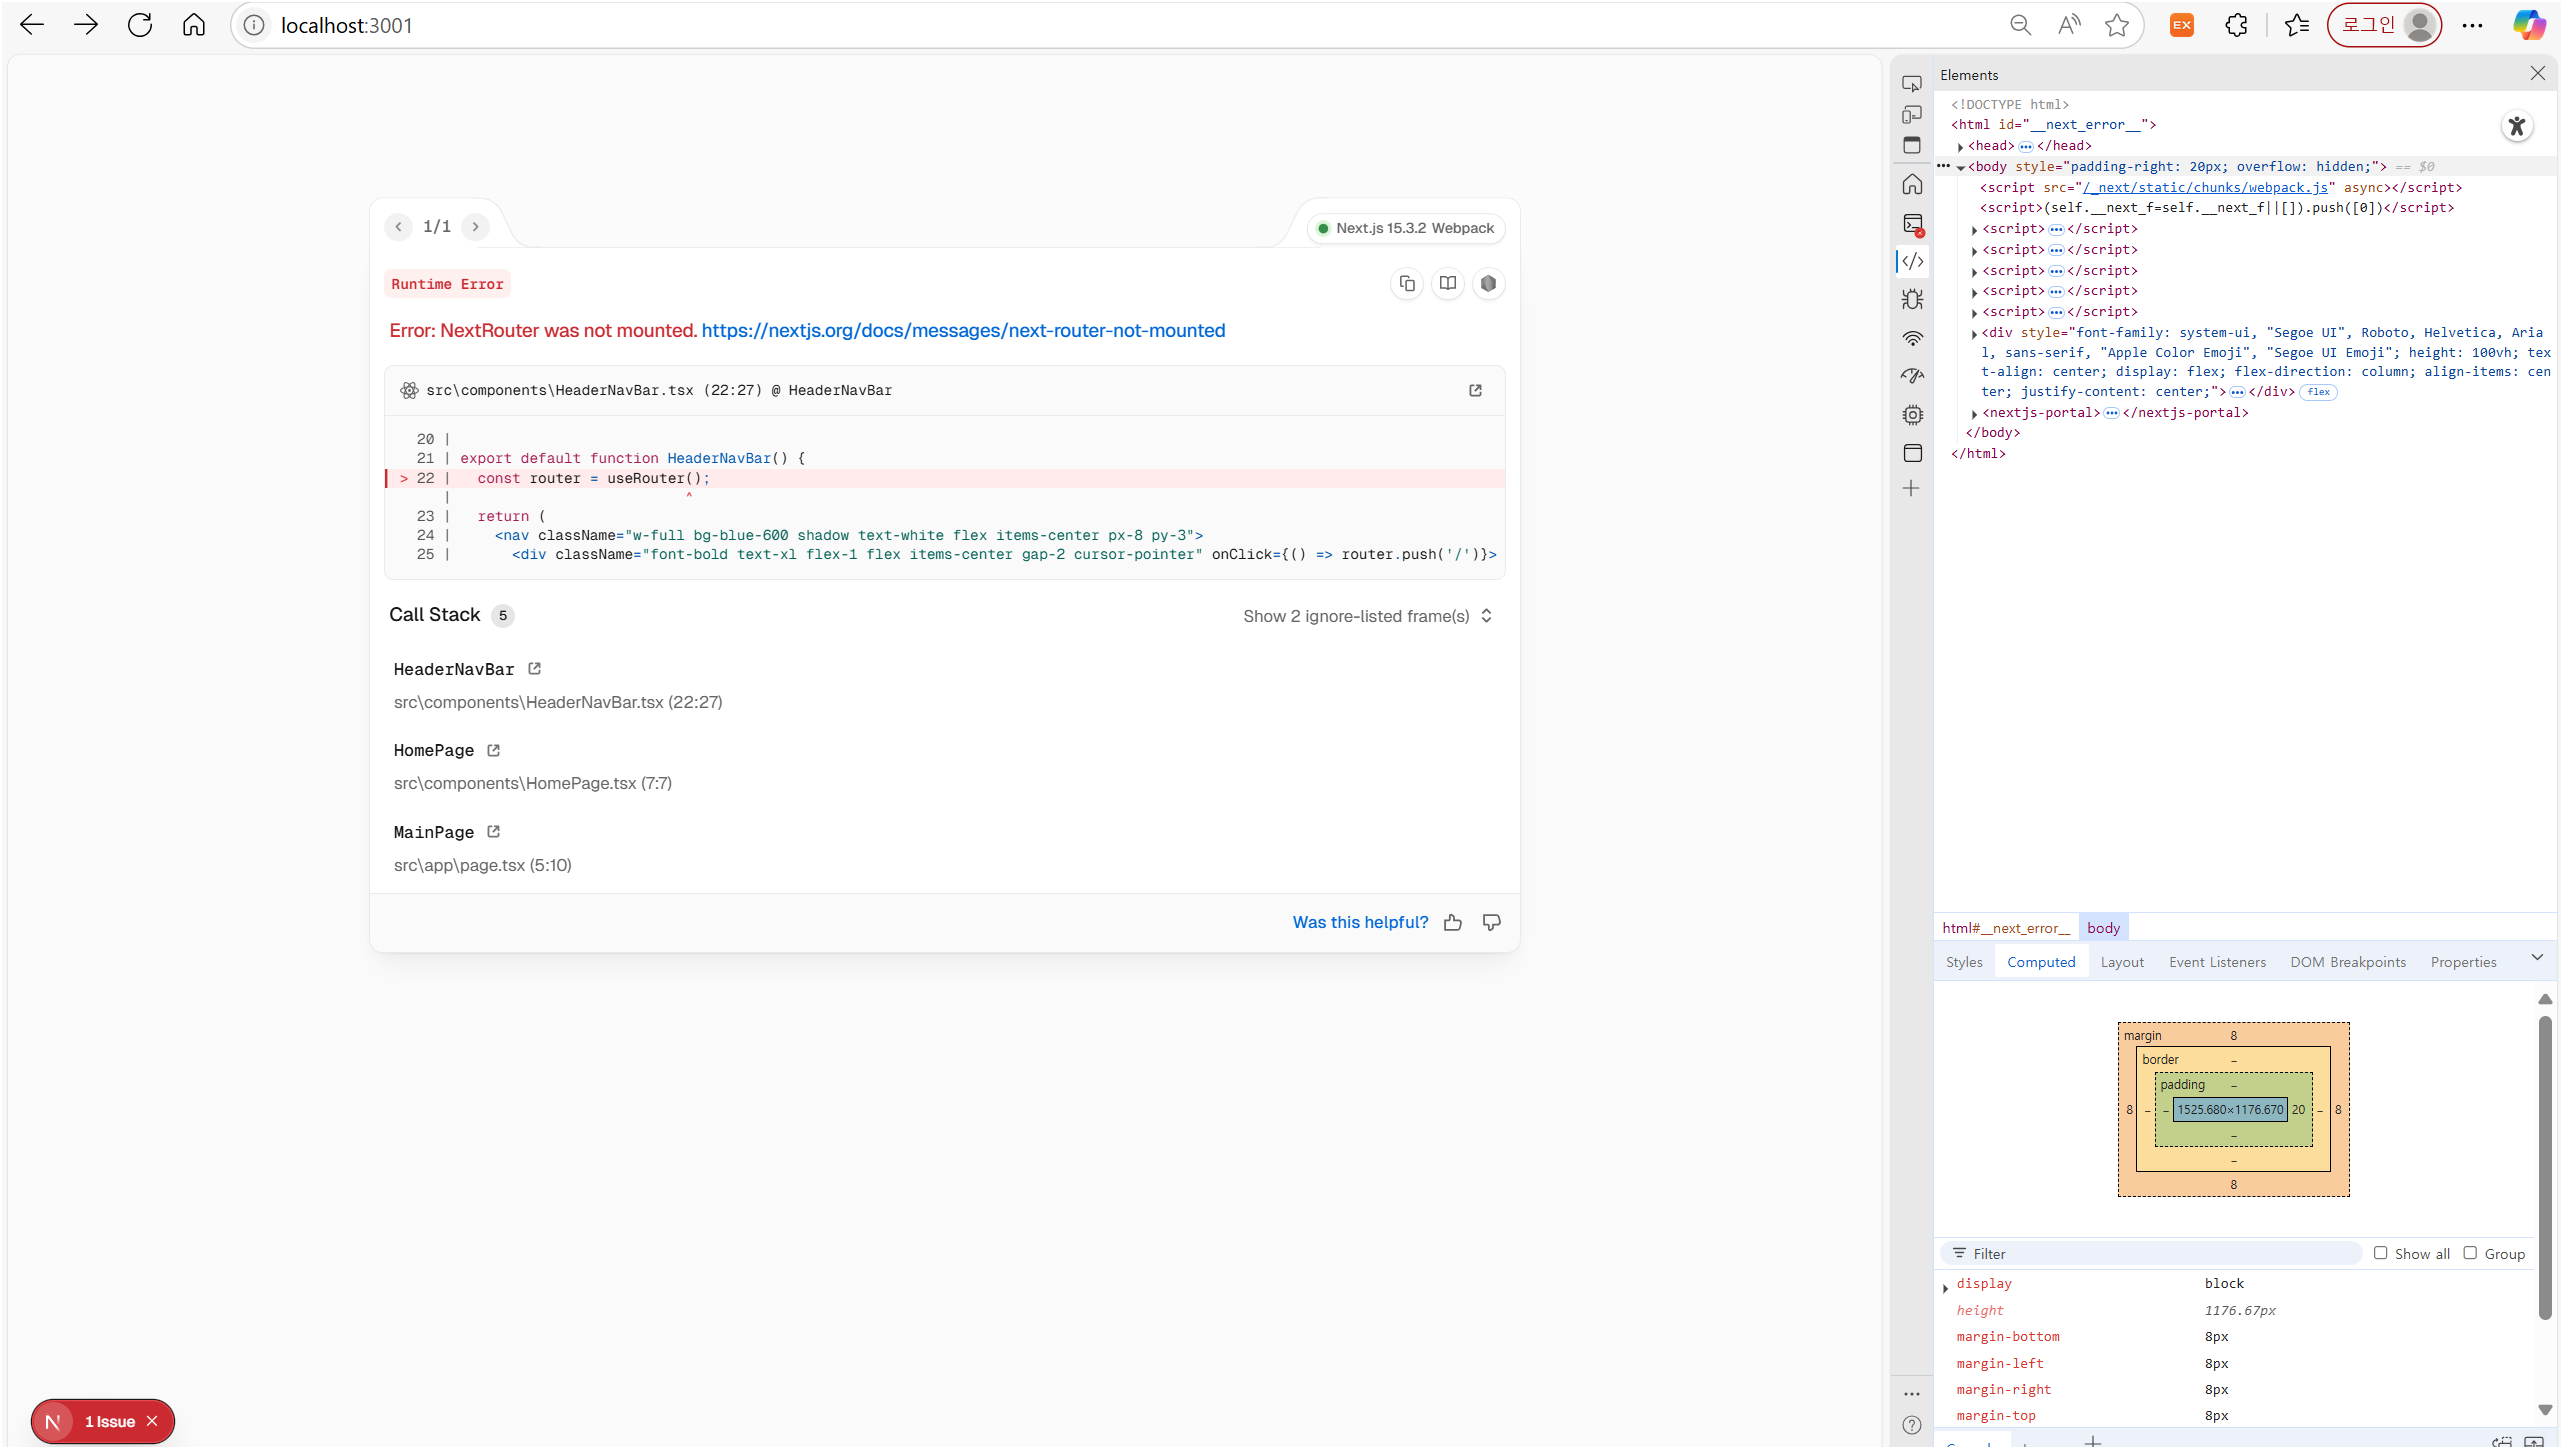 localhost:3001
EX
로그인
1/1
Next.js 15.3.2 Webpack
Runtime Error
Error: NextRouter was not mounted. https://nextjs.org/docs/messages/next-router-not-mounted
src\components\HeaderNavBar.tsx (22:27) @ HeaderNavBar
20 |
21 | export default function HeaderNavBar() {
> 22 |   const router = useRouter();
|                           ^
23 |   return (
24 |     <nav className="w-full bg-blue-600 shadow text-white flex items-center px-8 py-3">
25 |       <div className="font-bold text-xl flex-1 flex items-center gap-2 cursor-pointer" onClick={() => router.push('/')}>
Call Stack 5
Show 2 ignore-listed frame(s)
HeaderNavBar
src\components\HeaderNavBar.tsx (22:27)
HomePage
src\components\HomePage.tsx (7:7)
MainPage
src\app\page.tsx (5:10)
Was this helpful?
N 1 Issue
Elements
<!DOCTYPE html>
<html id="__next_error__">
<head>…</head>
<body style="padding-right: 20px; overflow: hidden;"> == $0
<script src="/_next/static/chunks/webpack.js" async></script>
<script>(self.__next_f=self.__next_f||[]).push([0])</script>
<script>…</script>
<script>…</script>
<script>…</script>
<script>…</script>
<script>…</script>
<div style="font-family: system-ui, "Segoe UI", Roboto, Helvetica, Aria
l, sans-serif, "Apple Color Emoji", "Segoe UI Emoji"; height: 100vh; tex
t-align: center; display: flex; flex-direction: column; align-items: cen
ter; justify-content: center;">…</div> flex
<nextjs-portal>…</nextjs-portal>
</body>
</html>
html#__next_error__ body
Styles Computed Layout Event Listeners DOM Breakpoints Properties
margin 8
border –
padding –
8 – – 1525.680×1176.670 20 – 8
–
–
8
Filter Show all Group
display block
height 1176.67px
margin-bottom 8px
margin-left 8px
margin-right 8px
margin-top 8px